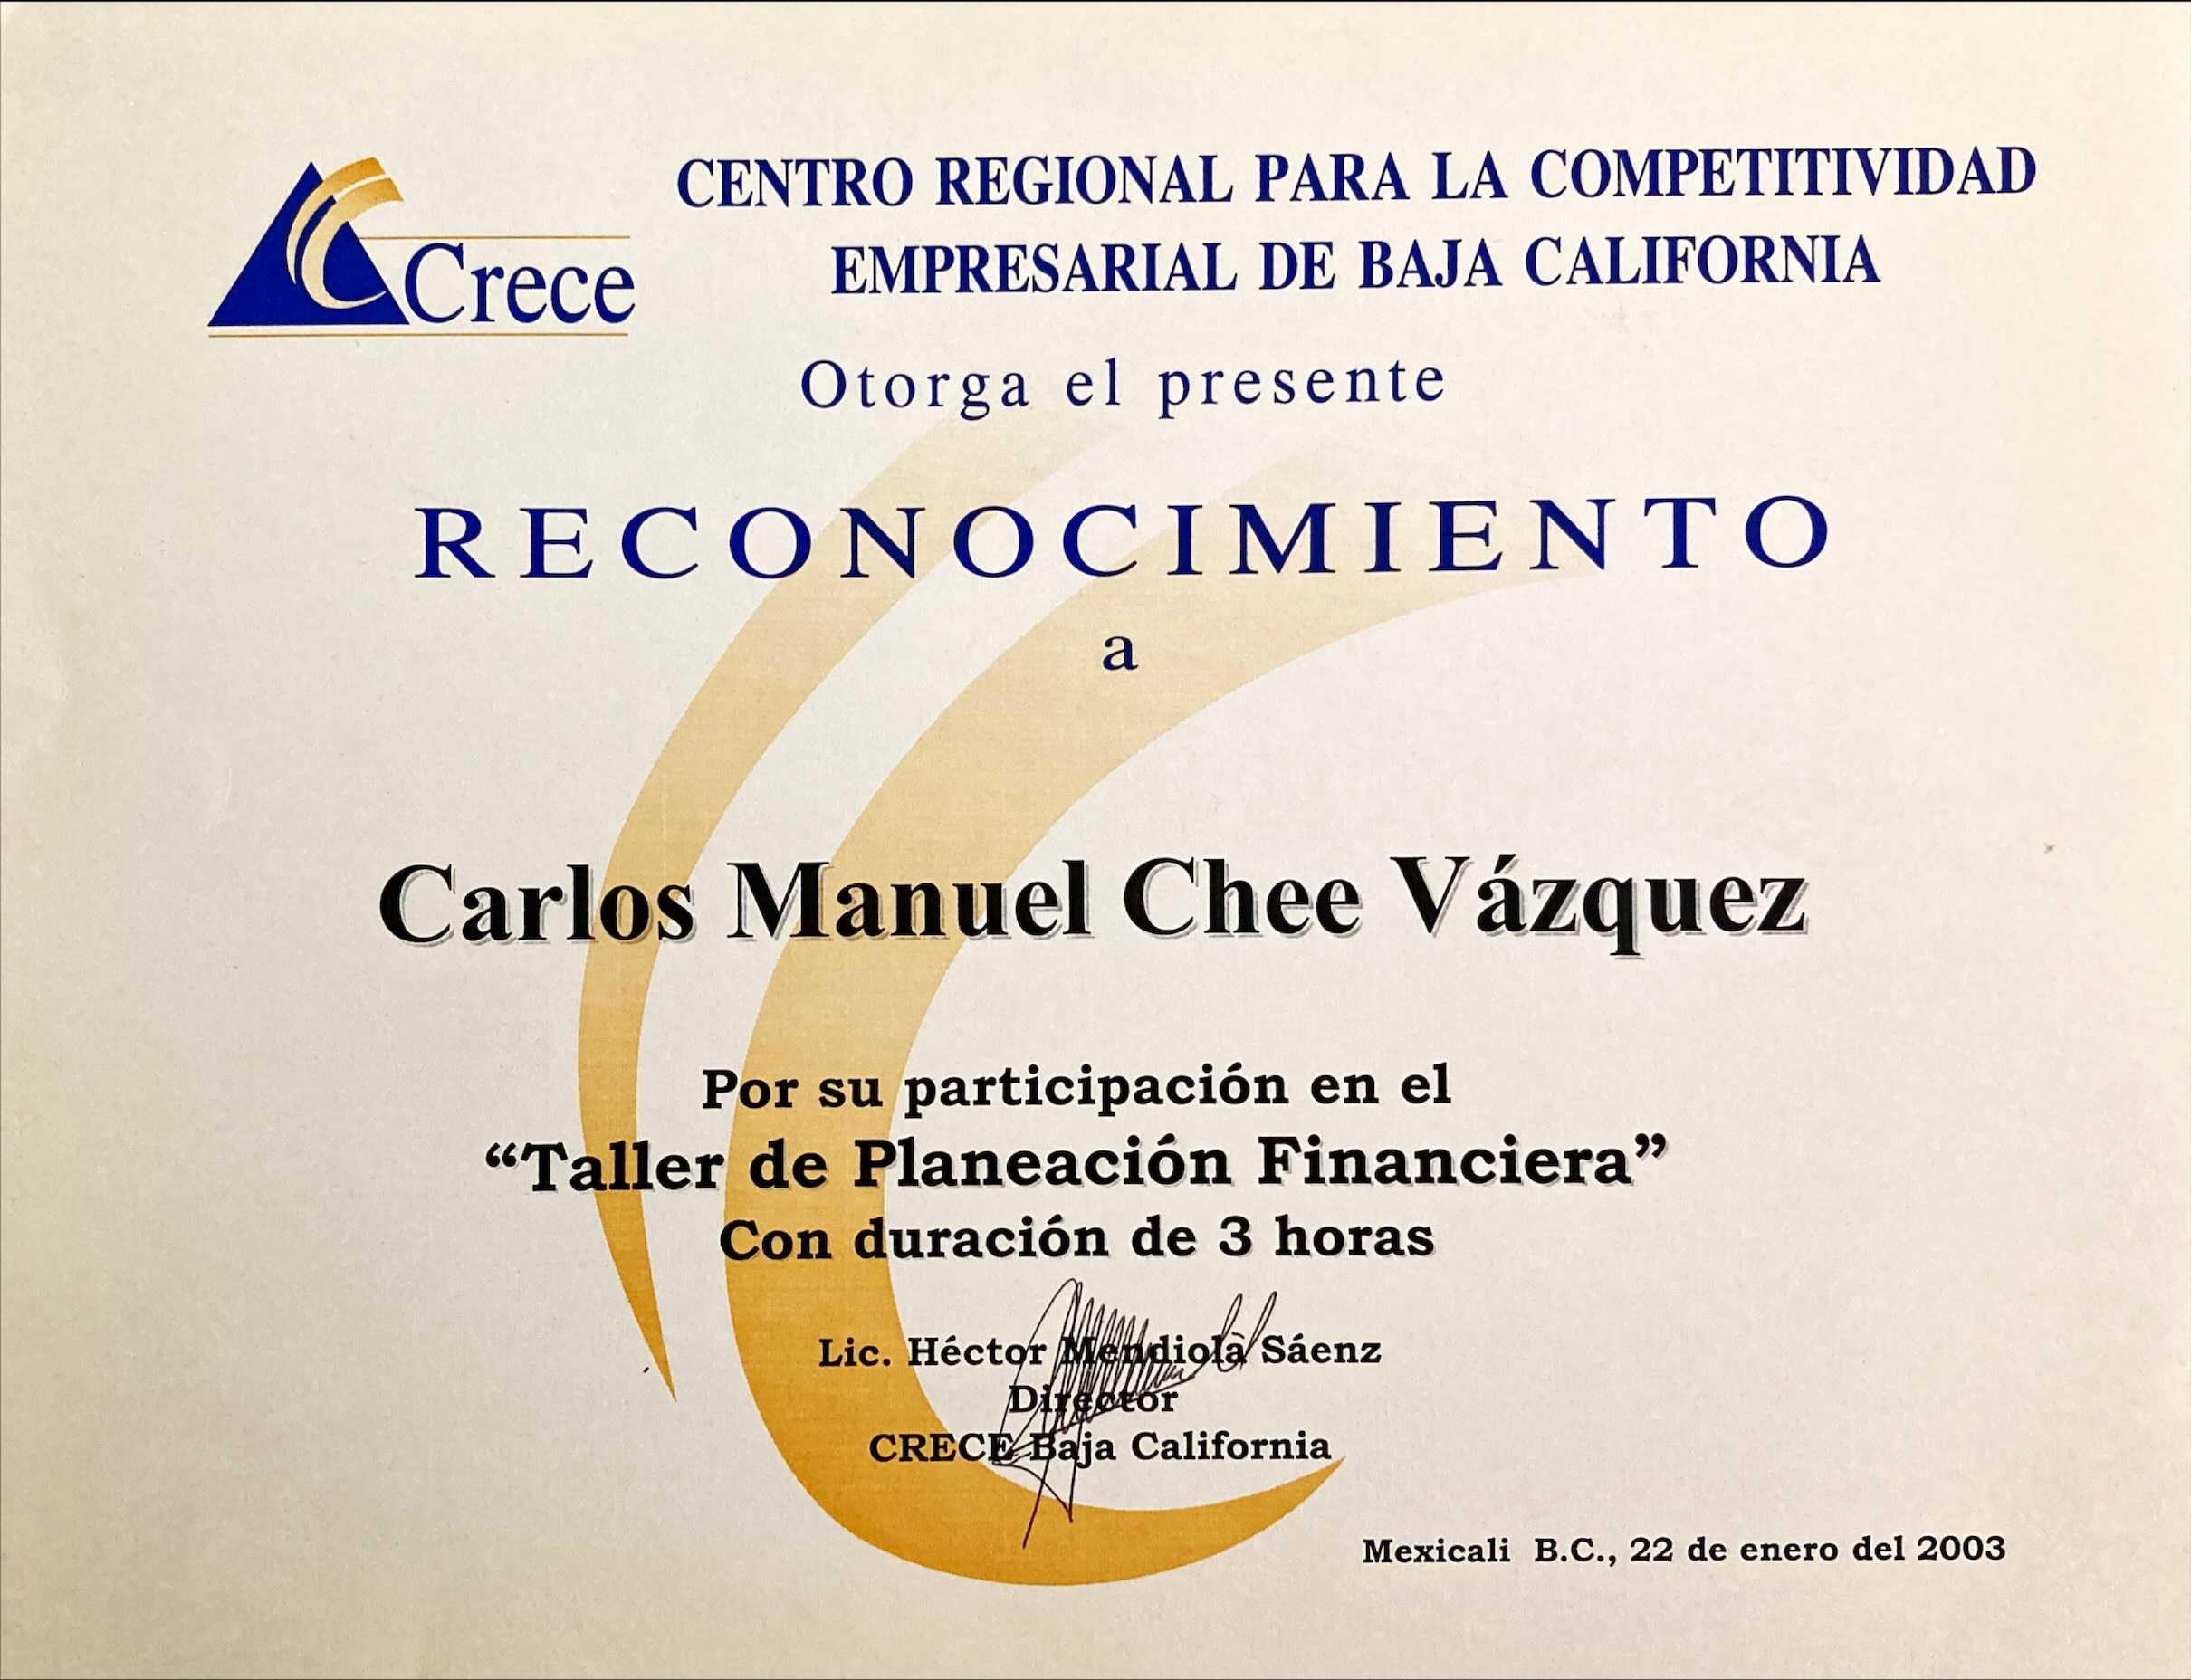 Crece
CENTRO REGIONAL PARA LA COMPETITIVIDAD
EMPRESARIAL DE BAJA CALIFORNIA
Otorga el presente
RECONOCIMIENTO
a
Carlos Manuel Chee Vázquez
Por su participación en el
“Taller de Planeación Financiera”
Con duración de 3 horas
Lic. Héctor Mendiola Sáenz
Director
CRECE Baja California
Mexicali B.C., 22 de enero del 2003